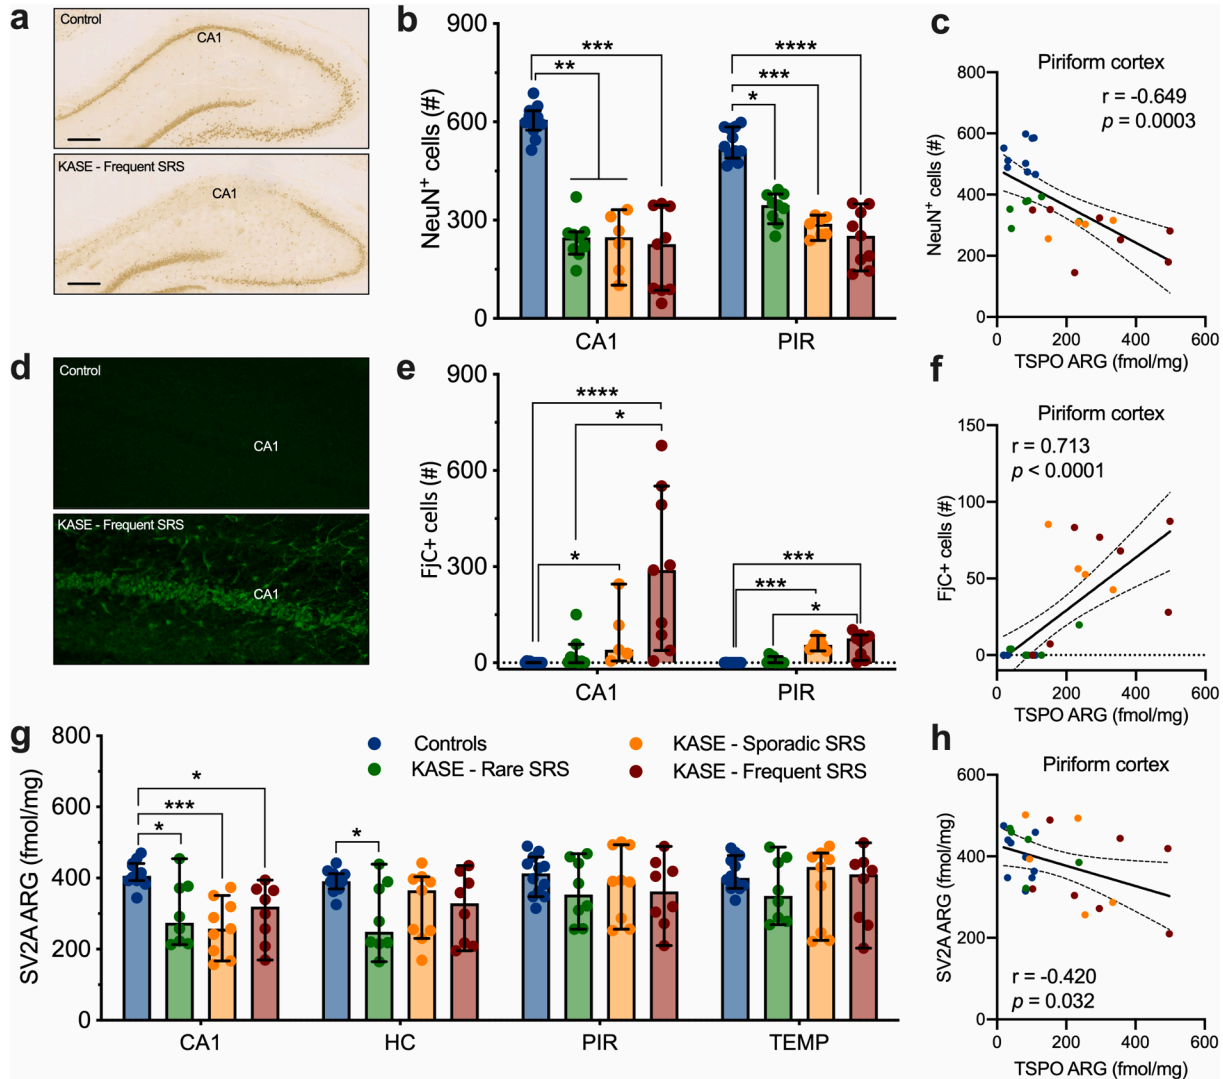 a
Control
CA1
KASE - Frequent SRS
CA1
b
900
600
300
0
NeuN+ cells (#)
***
**
****
***
*
CA1
PIR
c
Piriform cortex
r = -0.649
p = 0.0003
800
600
400
200
0
NeuN+ cells (#)
0
200
400
600
TSPO ARG (fmol/mg)
d
Control
CA1
KASE - Frequent SRS
CA1
e
900
600
300
0
FjC+ cells (#)
****
*
*
***
***
*
CA1
PIR
f
Piriform cortex
r = 0.713
p < 0.0001
150
100
50
0
FjC+ cells (#)
0
200
400
600
TSPO ARG (fmol/mg)
g
800
600
400
200
0
SV2A ARG (fmol/mg)
Controls
KASE - Rare SRS
KASE - Sporadic SRS
KASE - Frequent SRS
*
***
*
*
CA1
HC
PIR
TEMP
h
Piriform cortex
600
400
200
0
SV2A ARG (fmol/mg)
r = -0.420
p = 0.032
0
200
400
600
TSPO ARG (fmol/mg)